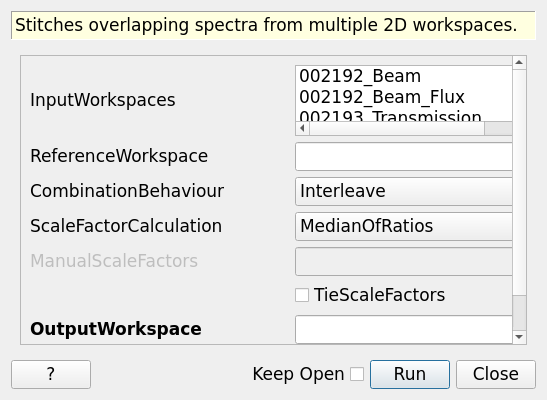 Stitches overlapping spectra from multiple 2D workspaces.
InputWorkspaces
002192_Beam
002192_Beam_Flux
002193_Transmission
ReferenceWorkspace
CombinationBehaviour Interleave
ScaleFactorCalculation MedianOfRatios
ManualScaleFactors
TieScaleFactors
OutputWorkspace
? Keep Open Run Close